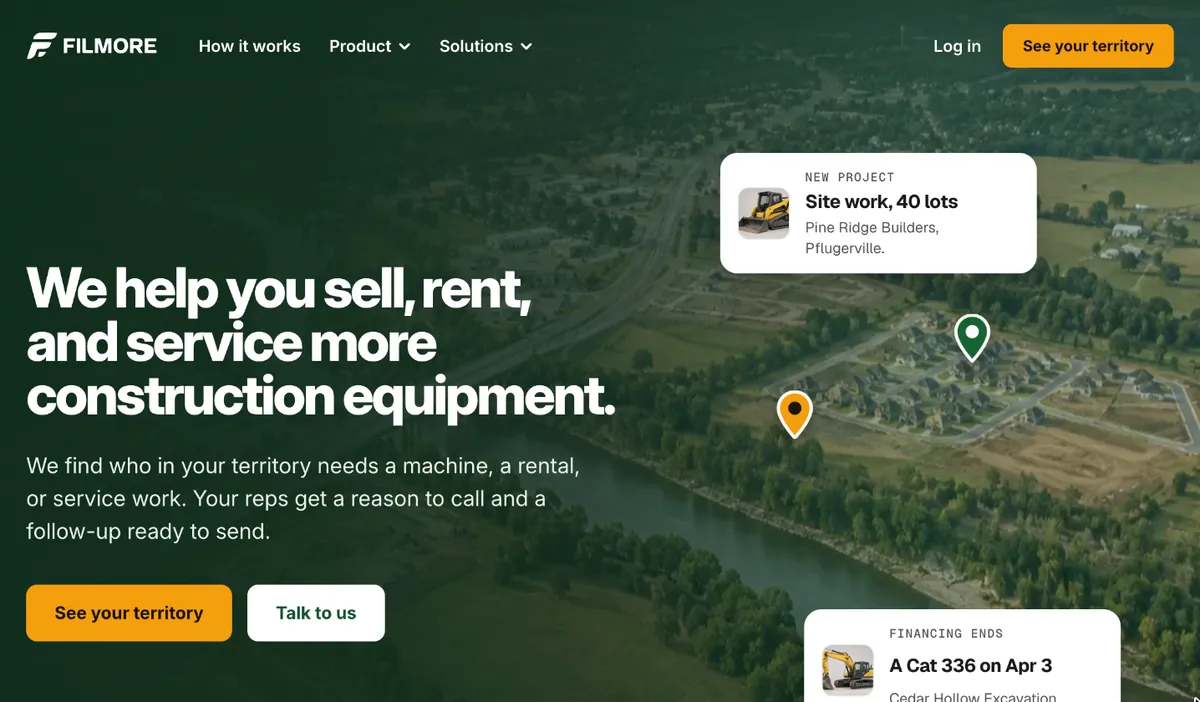 FILMORE
How it works
Product
Solutions
Log in
See your territory
NEW PROJECT
Site work, 40 lots
Pine Ridge Builders,
Pflugerville.
We help you sell, rent,
and service more
construction equipment.
We find who in your territory needs a machine, a rental,
or service work. Your reps get a reason to call and a
follow-up ready to send.
See your territory
Talk to us
FINANCING ENDS
A Cat 336 on Apr 3
Cedar Hollow Excavation